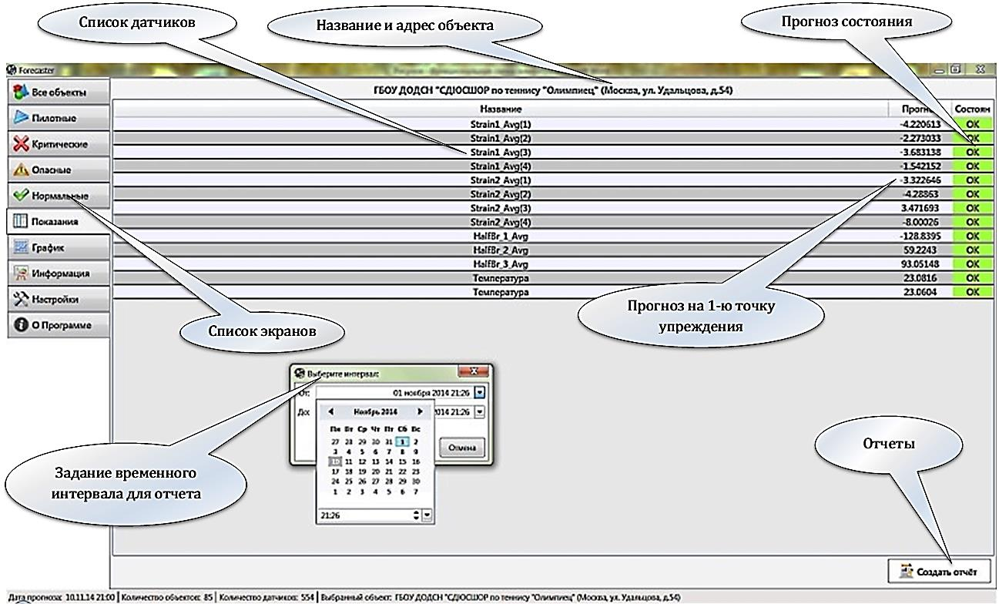 Список датчиков
Название и адрес объекта
Прогноз состояния
Forecaster
Все объекты
Пилотные
Критические
Опасные
Нормальные
Показания
График
Информация
Настройки
О Программе
ГБОУ ДОДСН "СДЮСШОР по теннису "Олимпиец" (Москва, ул. Удальцова, д.54)
Название Прогно Состоян
Strain1_Avg(1) -4.220613 OK
Strain1_Avg(2) -2.273033 OK
Strain1_Avg(3) -3.683138 OK
Strain1_Avg(4) -1.542152 OK
Strain2_Avg(1) -3.322646 OK
Strain2_Avg(2) -4.28863 OK
Strain2_Avg(3) 3.471693 OK
Strain2_Avg(4) -8.00026 OK
HalfBr_1_Avg -128.8395 OK
HalfBr_2_Avg 59.2243 OK
HalfBr_3_Avg 93.05148 OK
Температура 23.0816 OK
Температура 23.0604 OK
Список экранов
Прогноз на 1-ю точку
упреждения
Выберите интервал:
От: 01 ноября 2014 21:26
До: 2014 21:26
Отмена
Ноябрь 2014
Пн Вт Ср Чт Пт Сб Вс
27 28 29 30 31 1 2
3 4 5 6 7 8 9
10 11 12 13 14 15 16
17 18 19 20 21 22 23
24 25 26 27 28 29 30
1 2 3 4 5 6 7
21:26
Задание временного
интервала для отчета
Отчеты
Создать отчёт
Дата прогноза: 10.11.14 21:00 Количество объектов: 85 Количество датчиков: 554 Выбранный объект: ГБОУ ДОДСН "СДЮСШОР по теннису "Олимпиец" (Москва, ул. Удальцова, д.54)